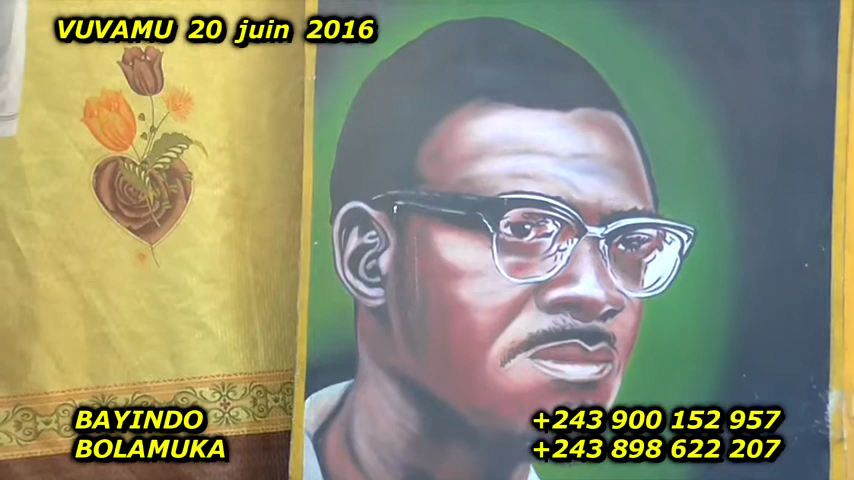 VUVAMU 20 juin 2016
BAYINDO
BOLAMUKA
+243 900 152 957
+243 898 622 207